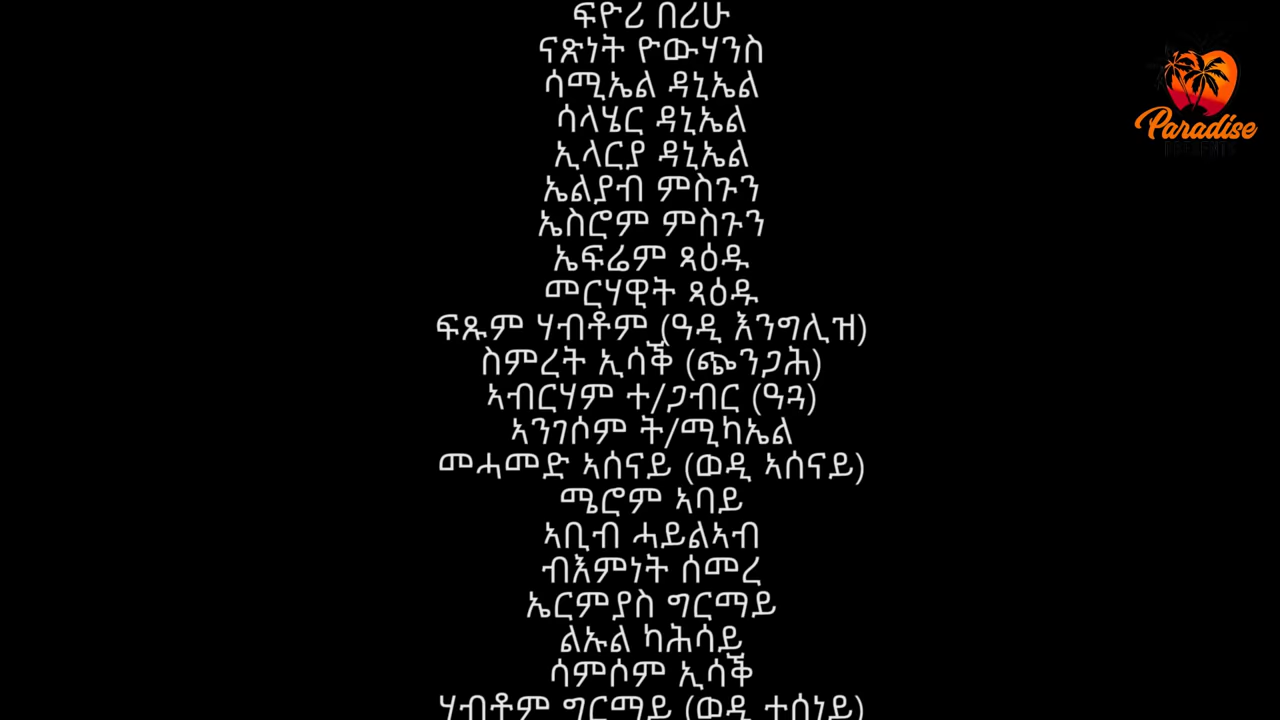 ፍዮሪ በሪሁ
ናጽነት ዮውሃንስ
ሳሚኤል ዳኒኤል
ሳላሄር ዳኒኤል
ኢላርያ ዳኒኤል
ኤልያብ ምስጉን
ኤስሮም ምስጉን
ኤፍሬም ጻዕዱ
መርሃዊት ጻዕዱ
ፍጹም ሃብቶም (ዓዲ እንግሊዝ)
ስምረት ኢሳቕ (ጭንጋሕ)
ኣብርሃም ተ/ጋብር (ዓጓ)
ኣንገሶም ት/ሚካኤል
መሓመድ ኣሰናይ (ወዲ ኣሰናይ)
ሜሮም ኣባይ
ኣቢብ ሓይልኣብ
ብእምነት ሰመረ
ኤርምያስ ግርማይ
ልኡል ካሕሳይ
ሳምሶም ኢሳቕ
ሃብቶም ግርማይ (ወዲ ተሰነይ)
Paradise